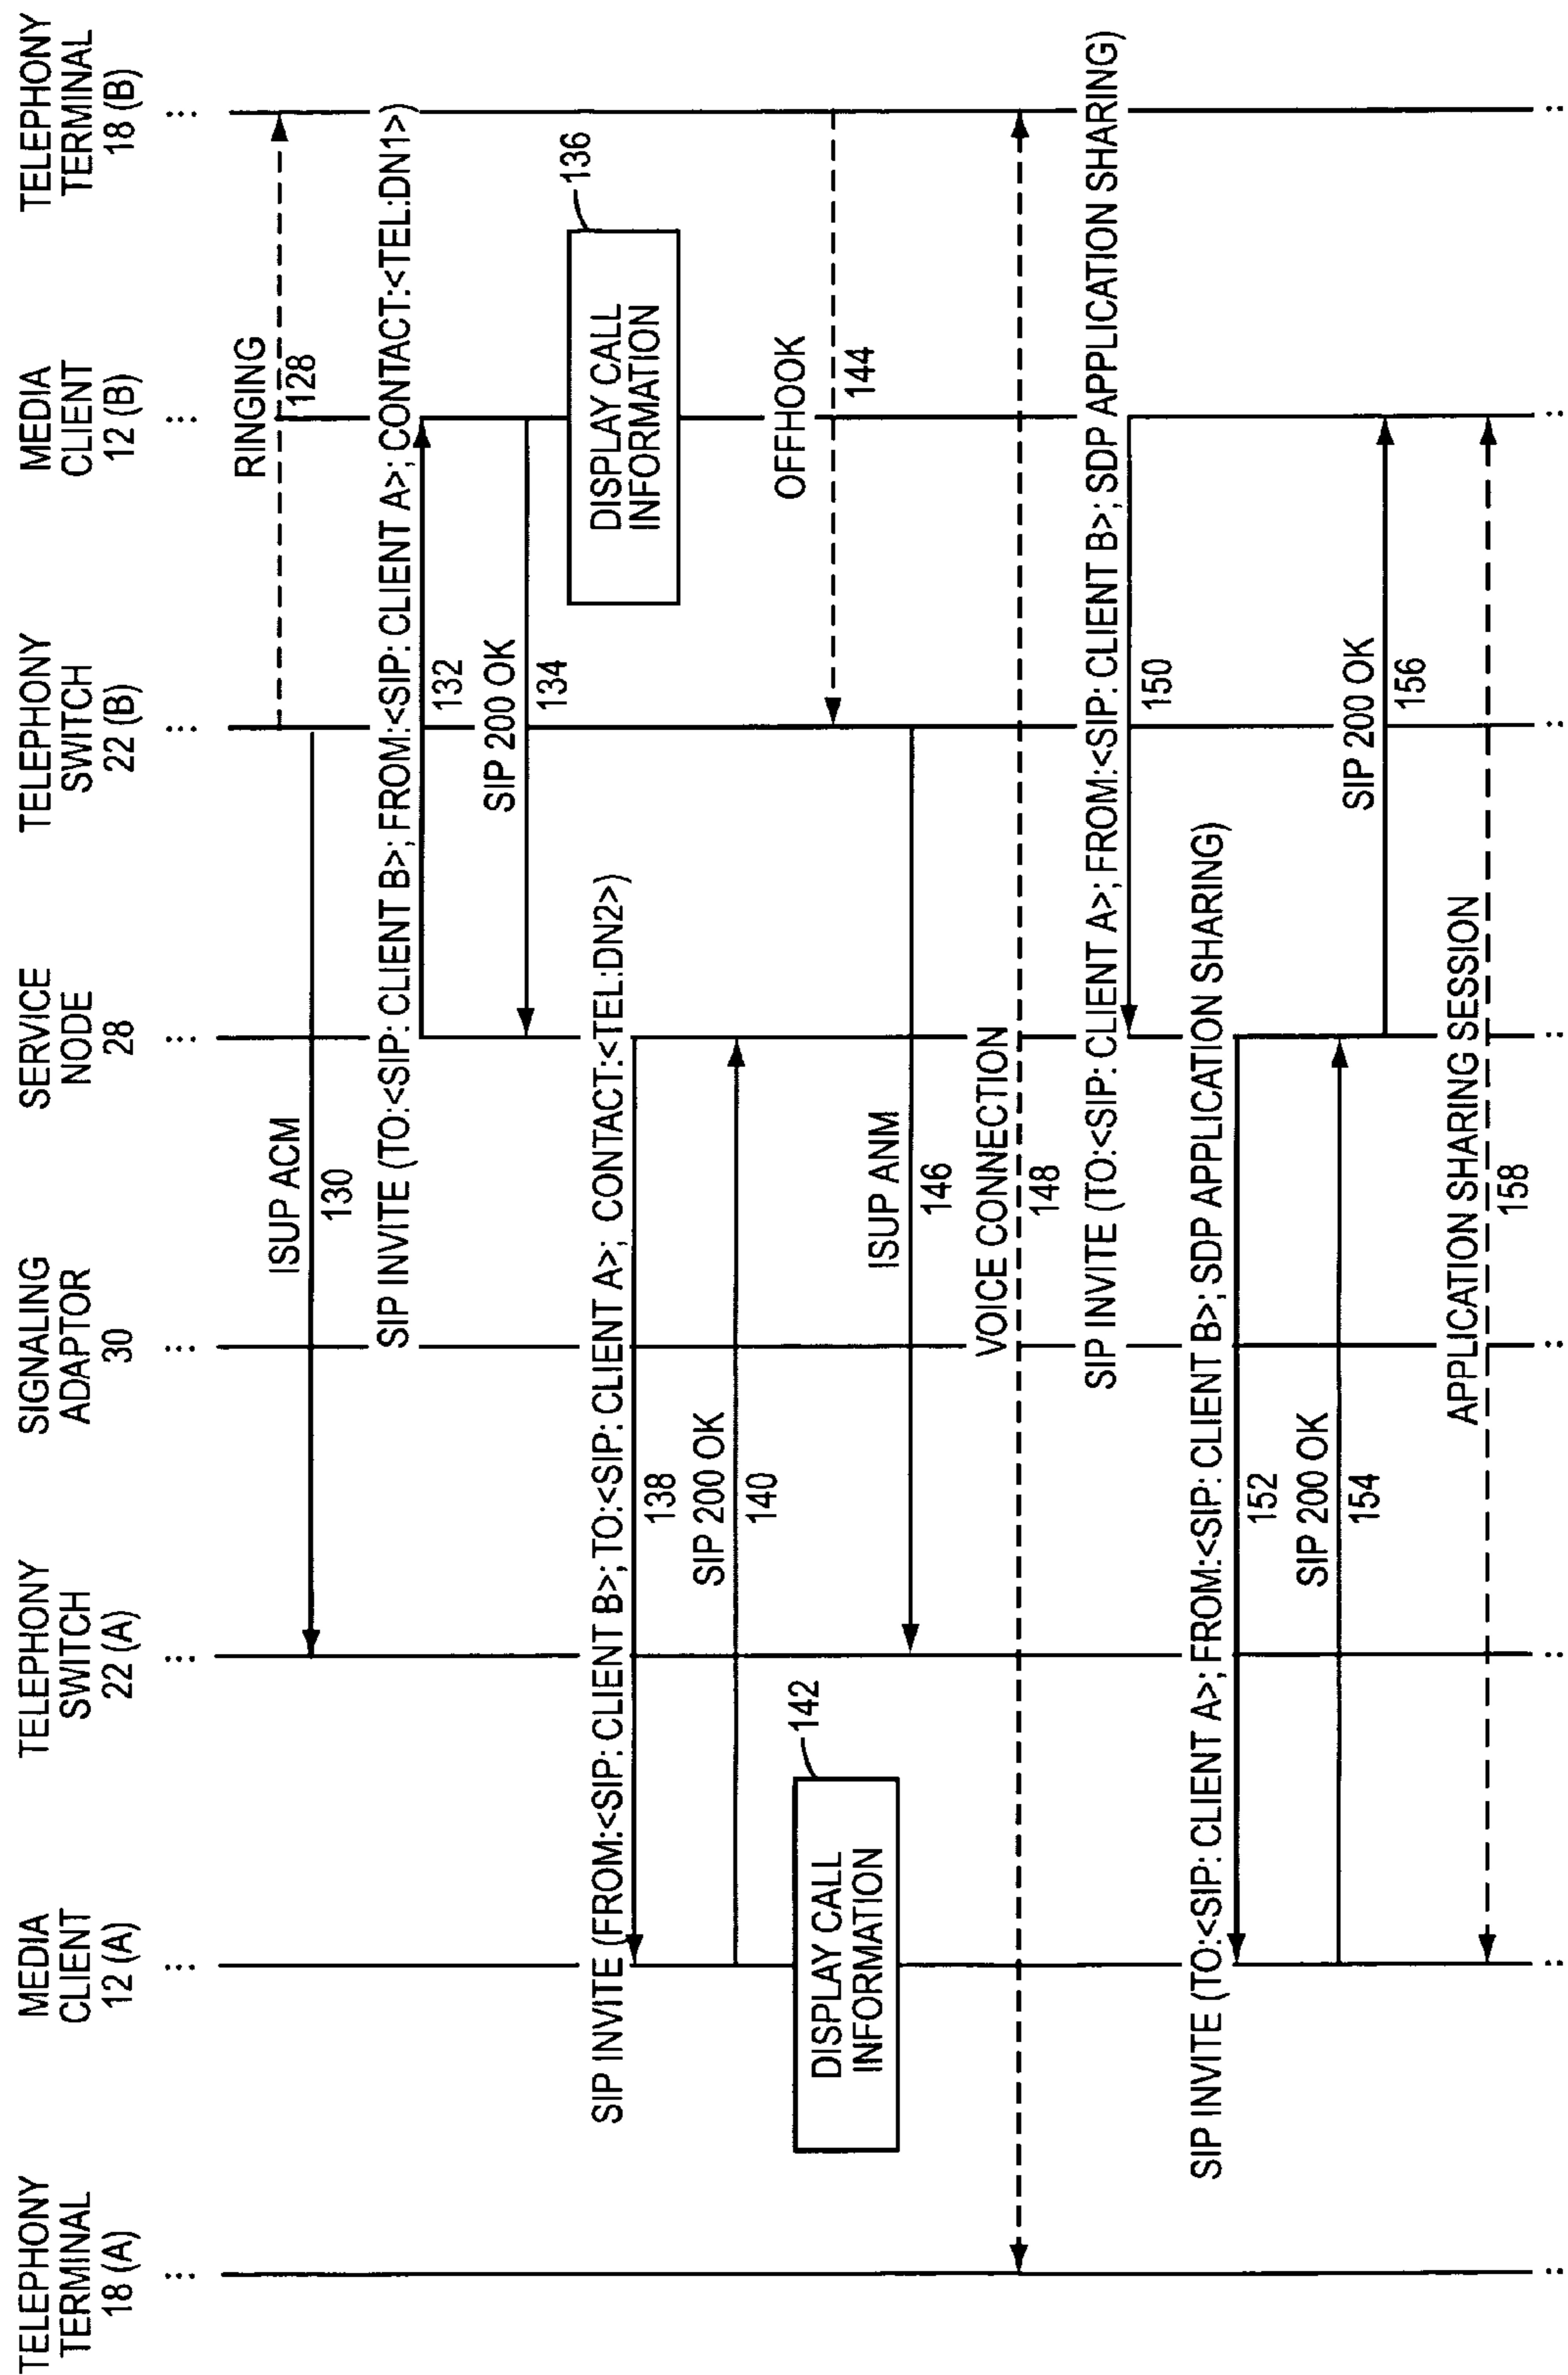 TELEPHONY
TERMINAL
18 (A)
MEDIA
CLIENT
12 (A)
TELEPHONY
SWITCH
22 (A)
SIGNALING
ADAPTOR
30
SERVICE
NODE
28
TELEPHONY
SWITCH
22 (B)
MEDIA
CLIENT
12 (B)
TELEPHONY
TERMINAL
18 (B)
...
...
...
...
...
...
...
...
RINGING
128
ISUP ACM
130
SIP INVITE (TO:<SIP: CLIENT B>; FROM:<SIP: CLIENT A>; CONTACT:<TEL:DN1>)
132
SIP 200 OK
134
DISPLAY CALL
INFORMATION
136
SIP INVITE (FROM:<SIP: CLIENT B>; TO:<SIP: CLIENT A>; CONTACT:<TEL:DN2>)
138
SIP 200 OK
140
DISPLAY CALL
INFORMATION
142
OFFHOOK
144
ISUP ANM
146
VOICE CONNECTION
148
SIP INVITE (TO:<SIP: CLIENT A>; FROM:<SIP: CLIENT B>; SDP APPLICATION SHARING)
150
SIP INVITE (TO:<SIP: CLIENT A>; FROM:<SIP: CLIENT B>; SDP APPLICATION SHARING)
152
SIP 200 OK
154
SIP 200 OK
156
APPLICATION SHARING SESSION
158